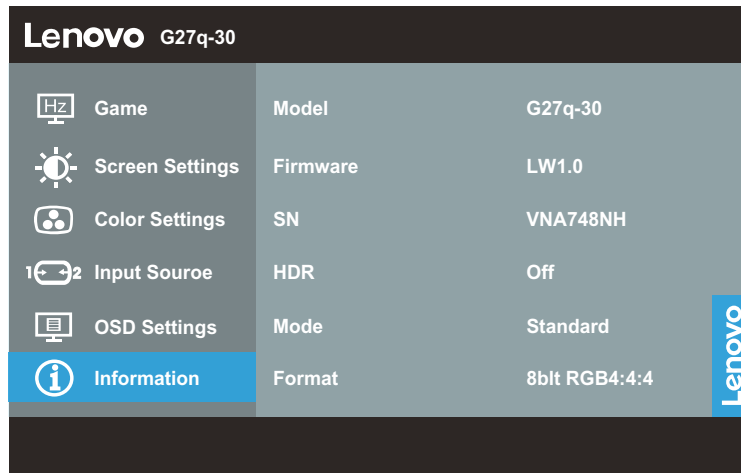 Lenovo G27q-30
Hz Game Model G27q-30
Screen Settings Firmware LW1.0
Color Settings SN VNA748NH
1 2 Input Souroe HDR Off
OSD Settings Mode Standard
i Information Format 8blt RGB4:4:4
Lenovo